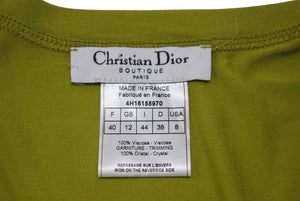 Christian Dior
BOUTIQUE
PARIS
MADE IN FRANCE
Fabriqué en France
4H16155970
F GB I D USA
40 12 44 38 8
100% Viscose - Viscose
GARNITURE - TRIMMING
100% Cristal - Crystal
REPASSAGE SUR L'ENVERS
IRON ON THE REVERSE SIDE